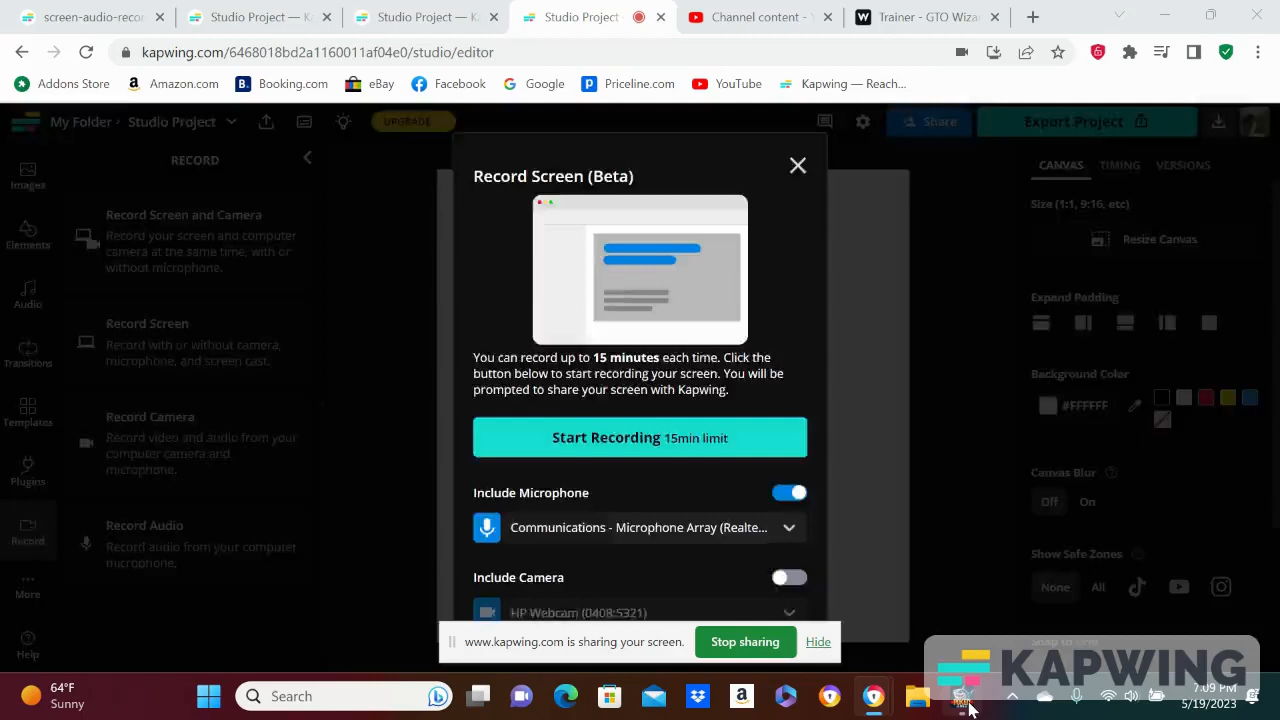 screen-audio-recor
Studio Project — K
Studio Project — K
Studio Project
Channel content - Y
Trainer - GTO Wiza
kapwing.com/6468018bd2a1160011af04e0/studio/editor
Addons Store
Amazon.com
Booking.com
eBay
Facebook
Google
Priceline.com
YouTube
Kapwing — Reach...
My Folder
Studio Project
UPGRADE
Share
Export Project
Images
Elements
Audio
Transitions
Templates
Plugins
Record
More
Help
RECORD
Record Screen and Camera
Record your screen and computer
camera at the same time, with or
without microphone.
Record Screen
Record with or without camera,
microphone, and screen cast.
Record Camera
Record video and audio from your
computer camera and
microphone.
Record Audio
Record audio from your computer
microphone.
Record Screen (Beta)
You can record up to 15 minutes each time. Click the
button below to start recording your screen. You will be
prompted to share your screen with Kapwing.
Start Recording 15min limit
Include Microphone
Communications - Microphone Array (Realte...
Include Camera
HP Webcam (0408:5321)
www.kapwing.com is sharing your screen.
Stop sharing
Hide
CANVAS TIMING VERSIONS
Size (1:1, 9:16, etc)
Resize Canvas
Expand Padding
Background Color
#FFFFFF
Canvas Blur
Off On
Show Safe Zones
None All
KAPWING
64°F
Sunny
Search
7:09 PM
5/19/2023